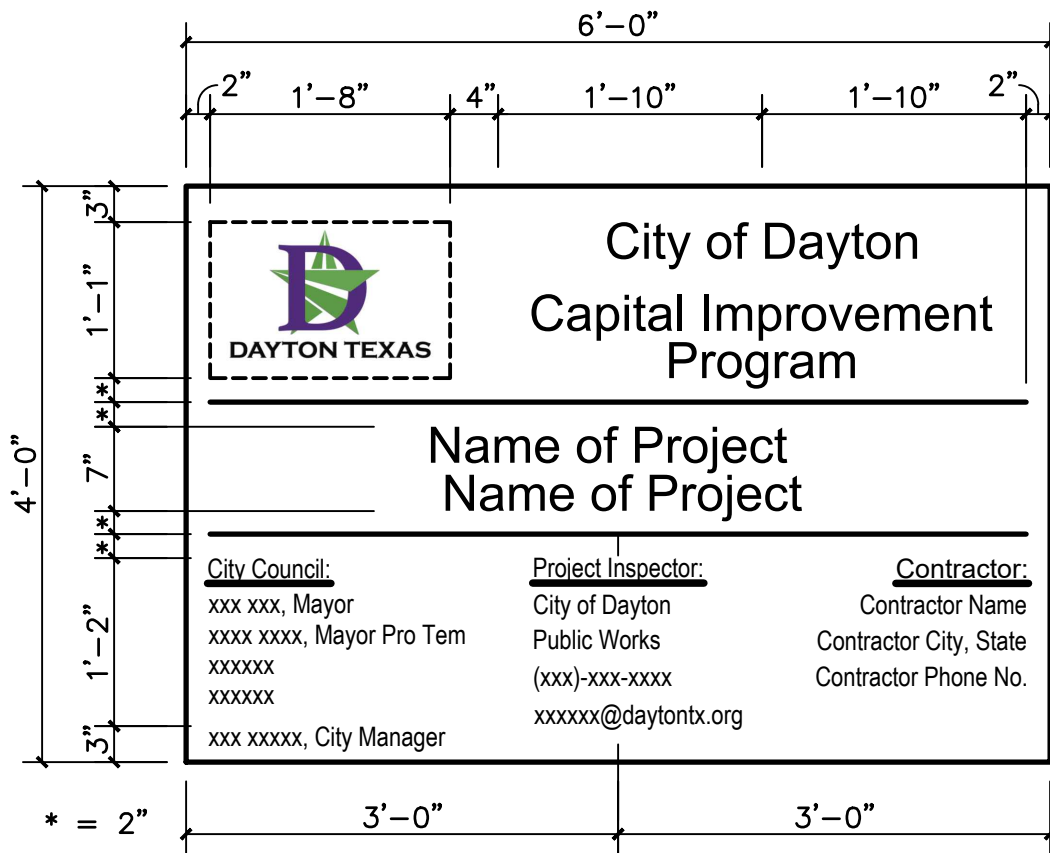 6'-0"
2" 1'-8" 4" 1'-10" 1'-10" 2"
4'-0"
3"
1'-1"
*
*
7"
*
*
1'-2"
3"
D
DAYTON TEXAS
City of Dayton
Capital Improvement
Program
Name of Project
Name of Project
City Council:
xxx xxx, Mayor
xxxx xxxx, Mayor Pro Tem
xxxxxx
xxxxxx
xxx xxxxx, City Manager
Project Inspector:
City of Dayton
Public Works
(xxx)-xxx-xxxx
xxxxxx@daytontx.org
Contractor:
Contractor Name
Contractor City, State
Contractor Phone No.
* = 2"
3'-0" 3'-0"